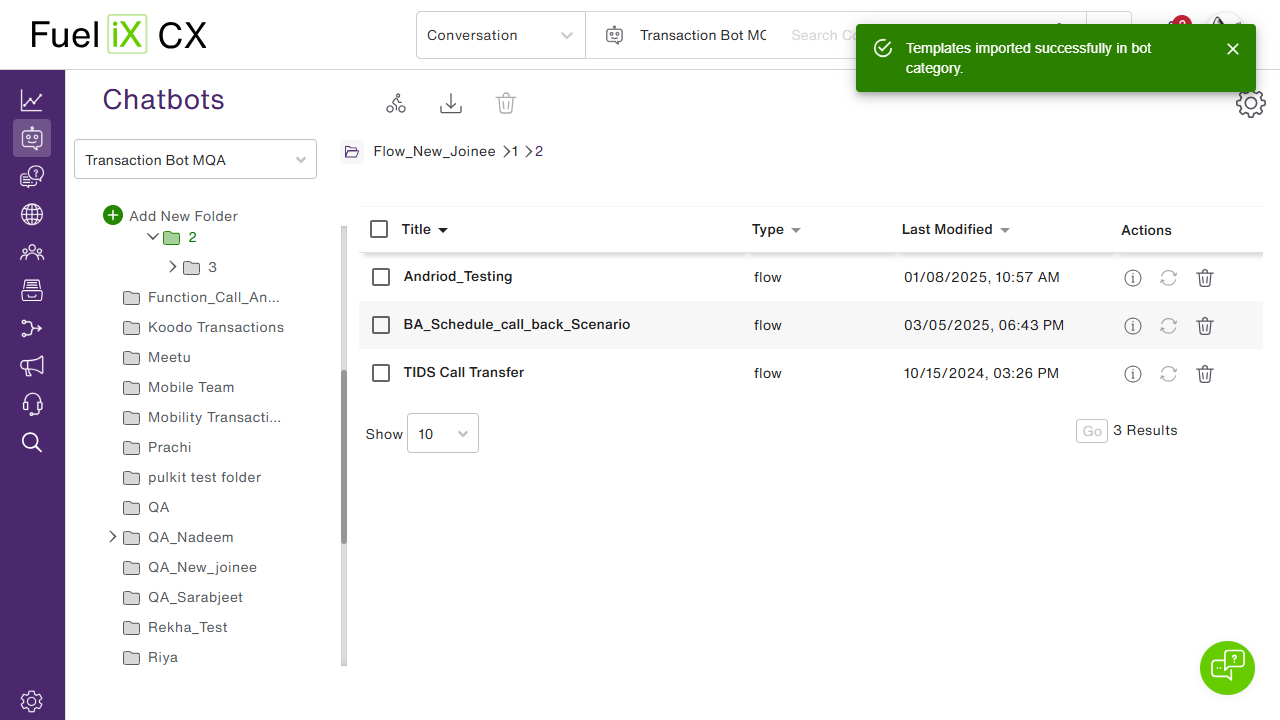 Fuel iX CX
Conversation
Transaction Bot MQ
Search Co
Templates imported successfully in bot
category.
Chatbots
Transaction Bot MQA
Flow_New_Joinee >1 >2
Add New Folder
2
3
Function_Call_An...
Koodo Transactions
Meetu
Mobile Team
Mobility Transacti...
Prachi
pulkit test folder
QA
QA_Nadeem
QA_New_joinee
QA_Sarabjeet
Rekha_Test
Riya
Title Type Last Modified Actions
Andriod_Testing flow 01/08/2025, 10:57 AM
BA_Schedule_call_back_Scenario flow 03/05/2025, 06:43 PM
TIDS Call Transfer flow 10/15/2024, 03:26 PM
Show 10 Go 3 Results